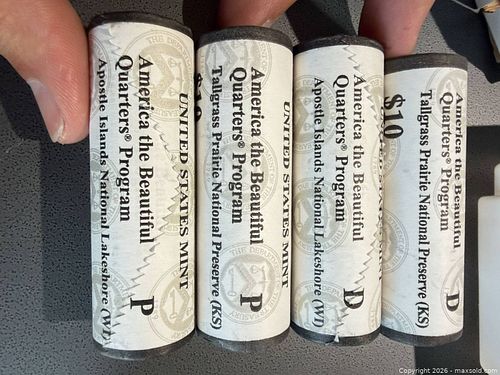 UNITED STATES MINT
America the Beautiful
Quarters® Program
Apostle Islands National Lakeshore (WI)
P
$10
UNITED STATES MINT
America the Beautiful
Quarters® Program
Tallgrass Prairie National Preserve (KS)
P
America the Beautiful
Quarters® Program
Apostle Islands National Lakeshore (WI)
D
$10
America the Beautiful
Quarters® Program
Tallgrass Prairie National Preserve (KS)
D
Copyright 2026 - maxsold.com